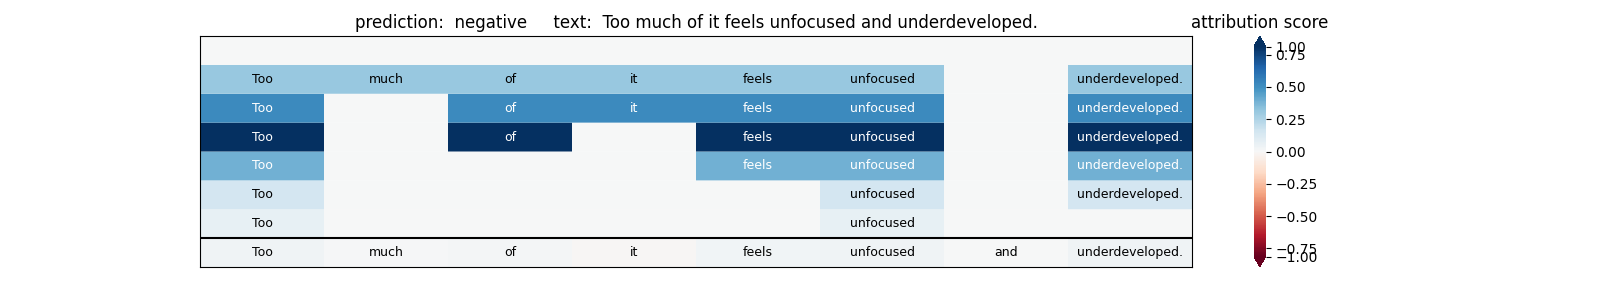 prediction:  negative     text:  Too much of it feels unfocused and underdeveloped.
attribution score
Too much of it feels unfocused underdeveloped.
Too of it feels unfocused underdeveloped.
Too of feels unfocused underdeveloped.
Too feels unfocused underdeveloped.
Too unfocused underdeveloped.
Too unfocused
Too much of it feels unfocused and underdeveloped.
1.00
0.75
0.50
0.25
0.00
−0.25
−0.50
−0.75
−1.00